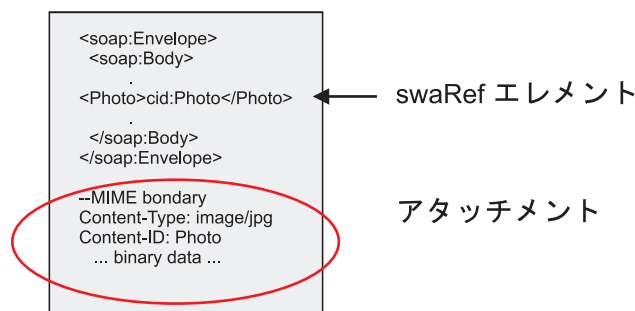 <soap:Envelope>
<soap:Body>
.
<Photo>cid:Photo</Photo>
swaRef エレメント
.
</soap:Body>
</soap:Envelope>
--MIME bondary
Content-Type: image/jpg
アタッチメント
Content-ID: Photo
... binary data ...